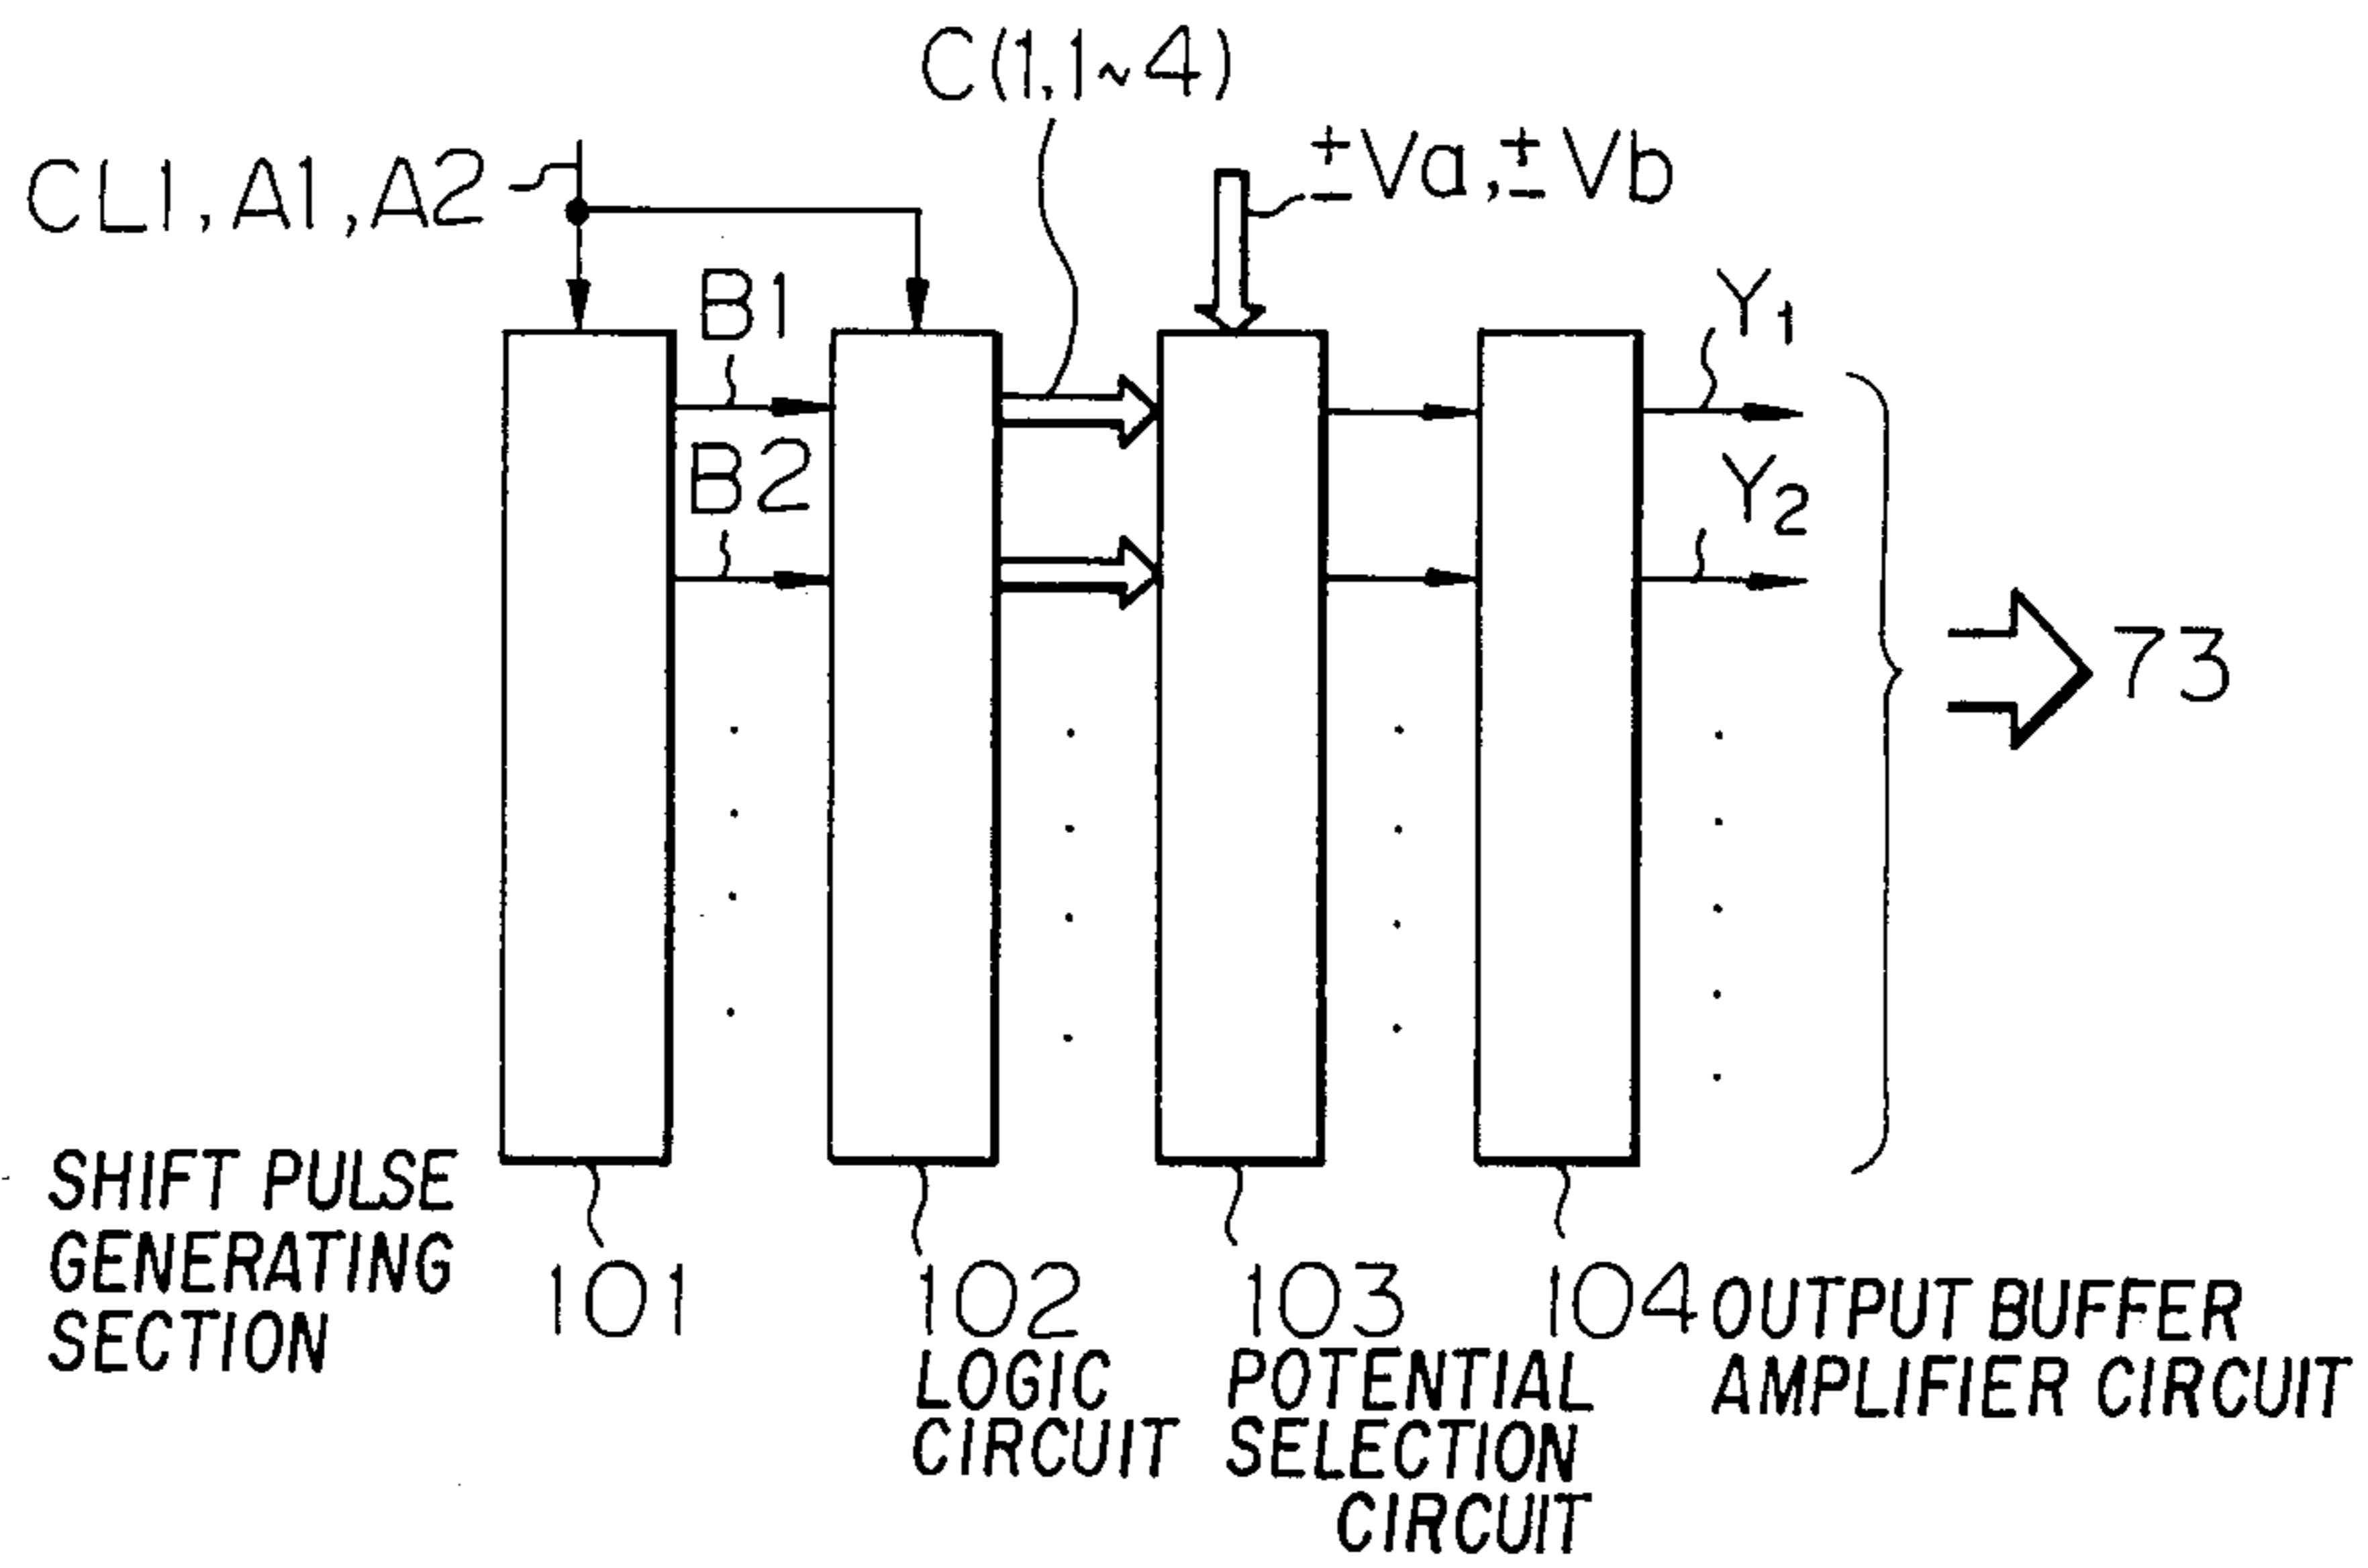 C(1,1~4)
CL1,A1,A2
±Va,±Vb
B1
Y1
B2
Y2
73
SHIFT PULSE
GENERATING
SECTION
101
102
LOGIC
CIRCUIT
103
POTENTIAL
SELECTION
CIRCUIT
104 OUTPUT BUFFER
AMPLIFIER CIRCUIT